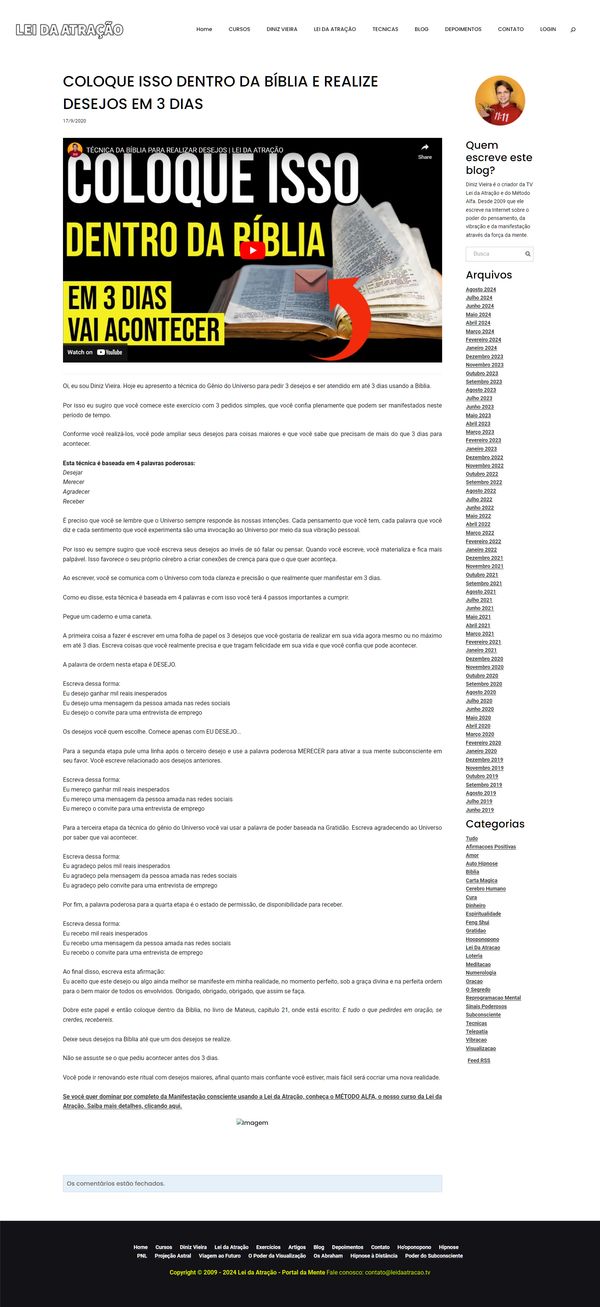 LEI DA ATRAÇÃO
Home CURSOS DINIZ VIEIRA LEI DA ATRAÇÃO TECNICAS BLOG DEPOIMENTOS CONTATO LOGIN
COLOQUE ISSO DENTRO DA BÍBLIA E REALIZE
DESEJOS EM 3 DIAS
17/9/2020
TÉCNICA DA BÍBLIA PARA REALIZAR DESEJOS | LEI DA ATRAÇÃO
Share
COLOQUE ISSO
DENTRO DA BÍBLIA
EM 3 DIAS
VAI ACONTECER
Watch on YouTube
Oi, eu sou Diniz Vieira. Hoje eu apresento a técnica do Gênio do Universo para pedir 3 desejos e ser atendido em até 3 dias usando a Bíblia.
Por isso eu sugiro que você comece este exercício com 3 pedidos simples, que você confia plenamente que podem ser manifestados neste
período de tempo.
Conforme você realizá-los, você pode ampliar seus desejos para coisas maiores e que você sabe que precisam de mais do que 3 dias para
acontecer.
Esta técnica é baseada em 4 palavras poderosas:
Desejar
Merecer
Agradecer
Receber
É preciso que você se lembre que o Universo sempre responde às nossas intenções. Cada pensamento que você tem, cada palavra que você
diz e cada sentimento que você experimenta são uma invocação ao Universo por meio da sua vibração pessoal.
Por isso eu sempre sugiro que você escreva seus desejos ao invés de só falar ou pensar. Quando você escreve, você materializa e fica mais
palpável. Isso favorece o seu próprio cérebro a criar conexões de crença para que o que quer aconteça.
Ao escrever, você se comunica com o Universo com toda clareza e precisão o que realmente quer manifestar em 3 dias.
Como eu disse, esta técnica é baseada em 4 palavras e com isso você terá 4 passos importantes a cumprir.
Pegue um caderno e uma caneta.
A primeira coisa a fazer é escrever em uma folha de papel os 3 desejos que você gostaria de realizar em sua vida agora mesmo ou no máximo
em até 3 dias. Escreva coisas que você realmente precisa e que tragam felicidade em sua vida e que você confia que pode acontecer.
A palavra de ordem nesta etapa é DESEJO.
Escreva dessa forma:
Eu desejo ganhar mil reais inesperados
Eu desejo uma mensagem da pessoa amada nas redes sociais
Eu desejo o convite para uma entrevista de emprego
Os desejos você quem escolhe. Comece apenas com EU DESEJO...
Para a segunda etapa pule uma linha após o terceiro desejo e use a palavra poderosa MERECER para ativar a sua mente subconsciente em
seu favor. Você escreve relacionado aos desejos anteriores.
Escreva dessa forma:
Eu mereço ganhar mil reais inesperados
Eu mereço uma mensagem da pessoa amada nas redes sociais
Eu mereço o convite para uma entrevista de emprego
Para a terceira etapa da técnica do gênio do Universo você vai usar a palavra de poder baseada na Gratidão. Escreva agradecendo ao Universo
por saber que vai acontecer.
Escreva dessa forma:
Eu agradeço pelos mil reais inesperados
Eu agradeço pela mensagem da pessoa amada nas redes sociais
Eu agradeço pelo convite para uma entrevista de emprego
Por fim, a palavra poderosa para a quarta etapa é o estado de permissão, de disponibilidade para receber.
Escreva dessa forma:
Eu recebo mil reais inesperados
Eu recebo uma mensagem da pessoa amada nas redes sociais
Eu recebo o convite para uma entrevista de emprego
Ao final disso, escreva esta afirmação:
Eu aceito que este desejo ou algo ainda melhor se manifeste em minha realidade, no momento perfeito, sob a graça divina e na perfeita ordem
para o bem maior de todos os envolvidos. Obrigado, obrigado, obrigado, que assim se faça.
Dobre este papel e então coloque dentro da Bíblia, no livro de Mateus, capítulo 21, onde está escrito: E tudo o que pedirdes em oração, se
crerdes, recebereis.
Deixe seus desejos na Bíblia até que um dos desejos se realize.
Não se assuste se o que pediu acontecer antes dos 3 dias.
Você pode ir renovando este ritual com desejos maiores, afinal quanto mais confiante você estiver, mais fácil será cocriar uma nova realidade.
Se você quer dominar por completo da Manifestação consciente usando a Lei da Atração, conheça o MÉTODO ALFA, o nosso curso da Lei da
Atração. Saiba mais detalhes, clicando aqui.
Imagem
Os comentários estão fechados.
11:11
Quem
escreve este
blog?
Diniz Vieira é o criador da TV
Lei da Atração e do Método
Alfa. Desde 2009 que ele
escreve na Internet sobre o
poder do pensamento, da
vibração e da manifestação
através da força da mente.
Busca
Arquivos
Agosto 2024
Julho 2024
Junho 2024
Maio 2024
Abril 2024
Março 2024
Fevereiro 2024
Janeiro 2024
Dezembro 2023
Novembro 2023
Outubro 2023
Setembro 2023
Agosto 2023
Julho 2023
Junho 2023
Maio 2023
Abril 2023
Março 2023
Fevereiro 2023
Janeiro 2023
Dezembro 2022
Novembro 2022
Outubro 2022
Setembro 2022
Agosto 2022
Julho 2022
Junho 2022
Maio 2022
Abril 2022
Março 2022
Fevereiro 2022
Janeiro 2022
Dezembro 2021
Novembro 2021
Outubro 2021
Setembro 2021
Agosto 2021
Julho 2021
Junho 2021
Maio 2021
Abril 2021
Março 2021
Fevereiro 2021
Janeiro 2021
Dezembro 2020
Novembro 2020
Outubro 2020
Setembro 2020
Agosto 2020
Julho 2020
Junho 2020
Maio 2020
Abril 2020
Março 2020
Fevereiro 2020
Janeiro 2020
Dezembro 2019
Novembro 2019
Outubro 2019
Setembro 2019
Agosto 2019
Julho 2019
Junho 2019
Categorias
Tudo
Afirmacoes Positivas
Amor
Auto Hipnose
Biblia
Carta Magica
Cerebro Humano
Cura
Dinheiro
Espiritualidade
Feng Shui
Gratidao
Hooponopono
Lei Da Atracao
Loteria
Meditacao
Numerologia
Oracao
O Segredo
Reprogramacao Mental
Sinais Poderosos
Subconsciente
Tecnicas
Telepatia
Vibracao
Visualizacao
Feed RSS
Home Cursos Diniz Vieira Lei da Atração Exercícios Artigos Blog Depoimentos Contato Ho'oponopono Hipnose
PNL Projeção Astral Viagem ao Futuro O Poder da Visualização Os Abraham Hipnose à Distância Poder do Subconsciente
Copyright © 2009 - 2024 Lei da Atração - Portal da Mente Fale conosco: contato@leidaatracao.tv